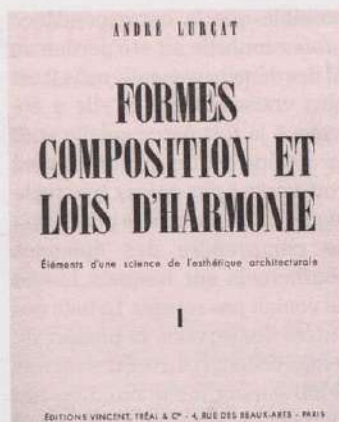 ANDRÉ LURÇAT
FORMES
COMPOSITION ET
LOIS D'HARMONIE
Éléments d'une science de l'esthétique architecturale
I
ÉDITIONS VINCENT, FRÉAL & Cie - 4, RUE DES BEAUX-ARTS - PARIS